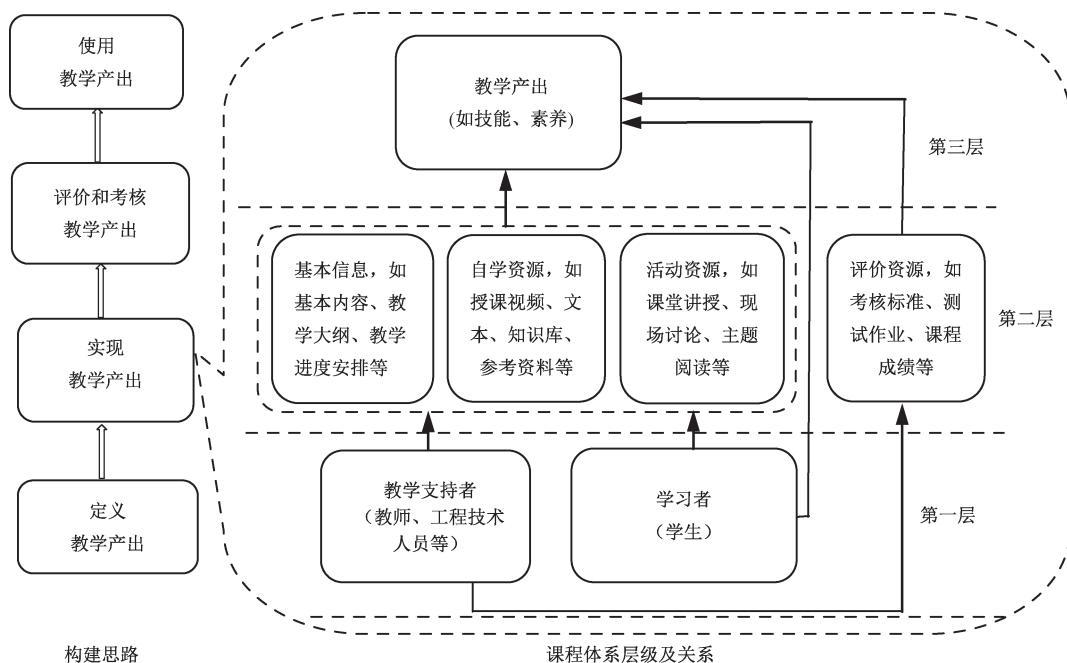 使用
教学产出
评价和考核
教学产出
实现
教学产出
定义
教学产出
构建思路
教学产出
(如技能、素养)
第三层
基本信息，如
基本内容、教
学大纲、教学
进度安排等
自学资源，如
授课视频、文
本、知识库、
参考资料等
活动资源，如
课堂讲授、现
场讨论、主题
阅读等
评价资源，如
考核标准、测
试作业、课程
成绩等
第二层
教学支持者
（教师、工程技术
人员等）
学习者
（学生）
第一层
课程体系层级及关系